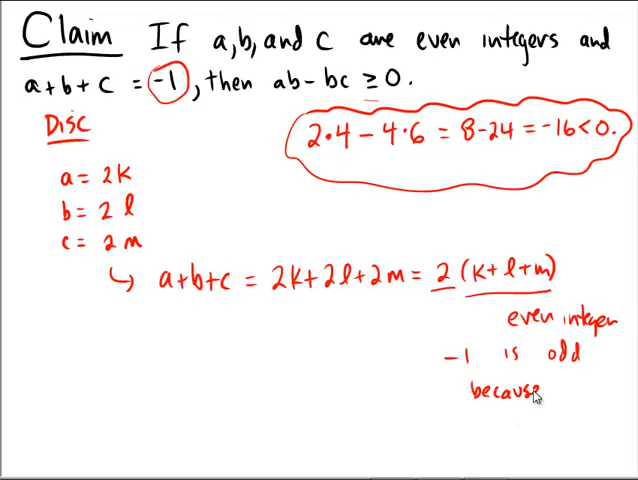 Claim If a, b, and c are even integers and
a+b+c = -1, then ab-bc ≥ 0.
Disc
2•4 - 4•6 = 8-24 = -16 < 0.
a = 2k
b = 2l
c = 2m
↳ a+b+c = 2k+2l+2m = 2 (k+l+m)
even integer
-1 is odd
because